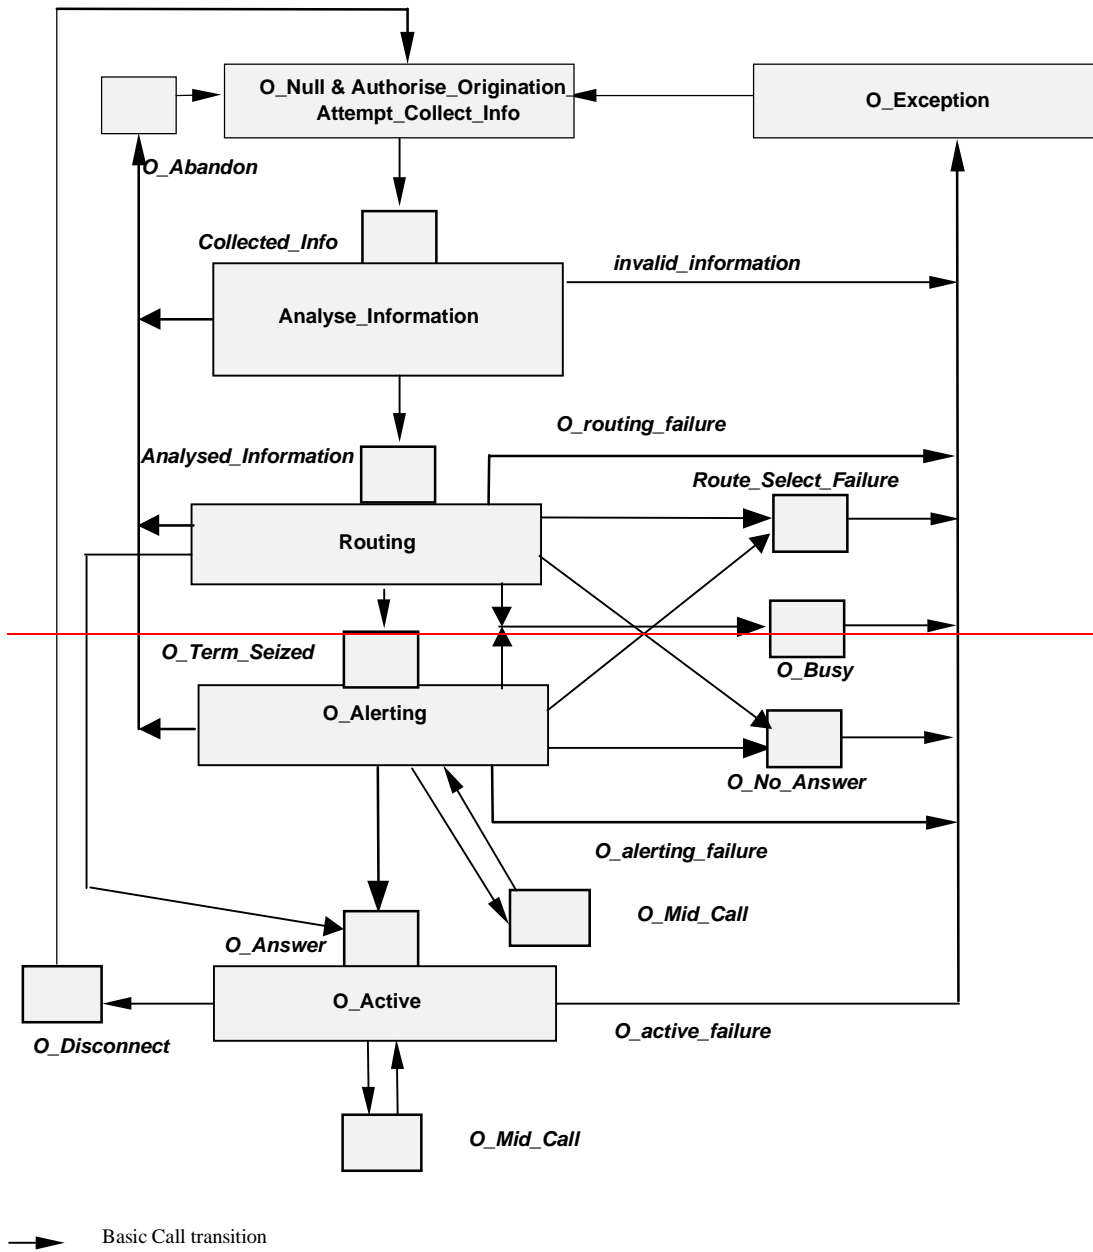 O_Null & Authorise_Origination_
Attempt_Collect_Info
O_Exception
O_Abandon
Collected_Info
invalid_information
Analyse_Information
O_routing_failure
Analysed_Information
Route_Select_Failure
Routing
O_Term_Seized
O_Busy
O_Alerting
O_No_Answer
O_alerting_failure
O_Mid_Call
O_Answer
O_Active
O_active_failure
O_Disconnect
O_Mid_Call
Basic Call transition